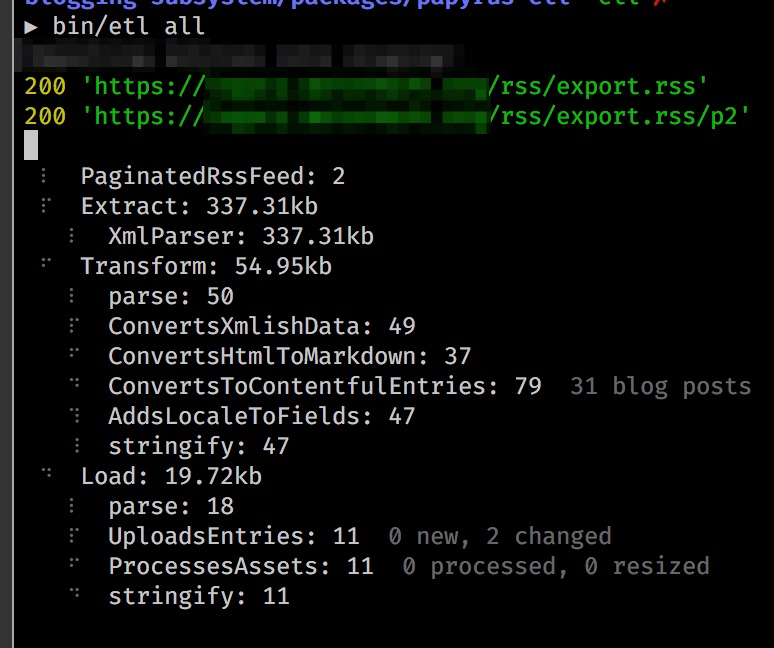 blogging-subsystem/packages/papyrus-etl etl ✗
▶ bin/etl all
200 'https:// /rss/export.rss'
200 'https:// /rss/export.rss/p2'
PaginatedRssFeed: 2
Extract: 337.31kb
XmlParser: 337.31kb
Transform: 54.95kb
parse: 50
ConvertsXmlishData: 49
ConvertsHtmlToMarkdown: 37
ConvertsToContentfulEntries: 79 31 blog posts
AddsLocaleToFields: 47
stringify: 47
Load: 19.72kb
parse: 18
UploadsEntries: 11 0 new, 2 changed
ProcessesAssets: 11 0 processed, 0 resized
stringify: 11